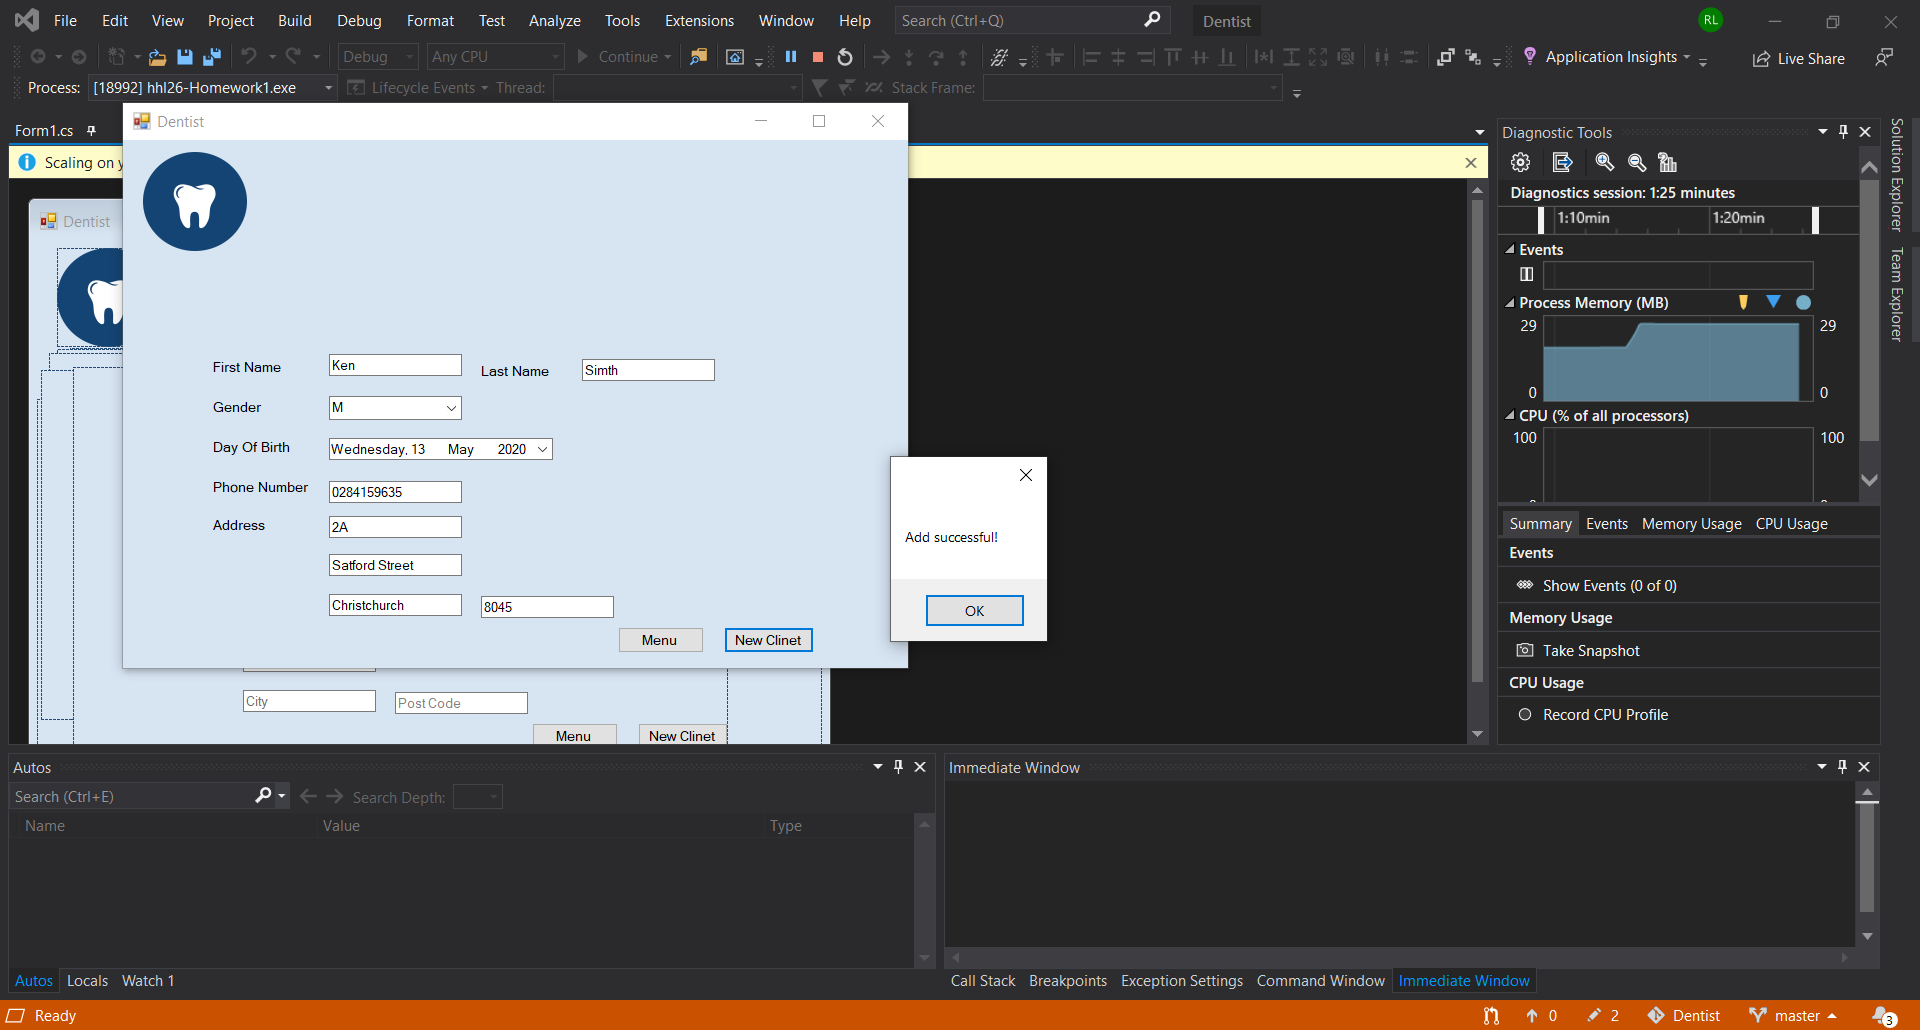 File Edit View Project Build Debug Format Test Analyze Tools Extensions Window Help Search (Ctrl+Q) Dentist RL
Debug Any CPU Continue Application Insights Live Share
Process: [18992] hhl26-Homework1.exe Lifecycle Events Thread: Stack Frame:
Form1.cs
Scaling on y
Dentist
Dentist
First Name Ken Last Name Simth
Gender M
Day Of Birth Wednesday, 13 May 2020
Phone Number 0284159635
Address 2A
Satford Street
Christchurch 8045
Menu New Clinet
City Post Code
Menu New Clinet
Add successful!
OK
Diagnostic Tools
Diagnostics session: 1:25 minutes
1:10min 1:20min
Events
Process Memory (MB)
29 29
0 0
CPU (% of all processors)
100 100
Summary Events Memory Usage CPU Usage
Events
Show Events (0 of 0)
Memory Usage
Take Snapshot
CPU Usage
Record CPU Profile
Solution Explorer
Team Explorer
Autos
Search (Ctrl+E) Search Depth:
Name Value Type
Autos Locals Watch 1
Immediate Window
Call Stack Breakpoints Exception Settings Command Window Immediate Window
Ready 0 2 Dentist master 3